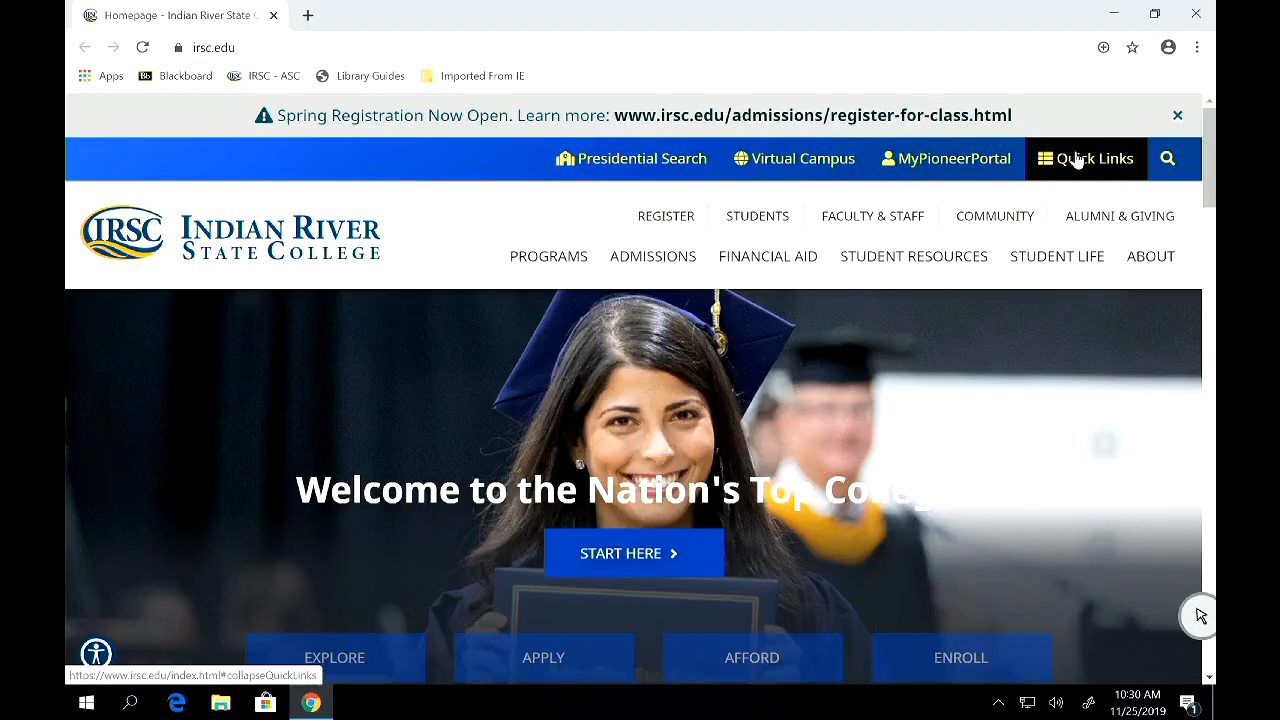 Homepage - Indian River State C
irsc.edu
Apps Blackboard IRSC - ASC Library Guides Imported From IE
Spring Registration Now Open. Learn more: www.irsc.edu/admissions/register-for-class.html
Presidential Search Virtual Campus MyPioneerPortal Quick Links
REGISTER STUDENTS FACULTY & STAFF COMMUNITY ALUMNI & GIVING
IRSC INDIAN RIVER
STATE COLLEGE
PROGRAMS ADMISSIONS FINANCIAL AID STUDENT RESOURCES STUDENT LIFE ABOUT
Welcome to the Nation's Top Colleg
START HERE
EXPLORE APPLY AFFORD ENROLL
https://www.irsc.edu/index.html#collapseQuickLinks
10:30 AM
11/25/2019
1